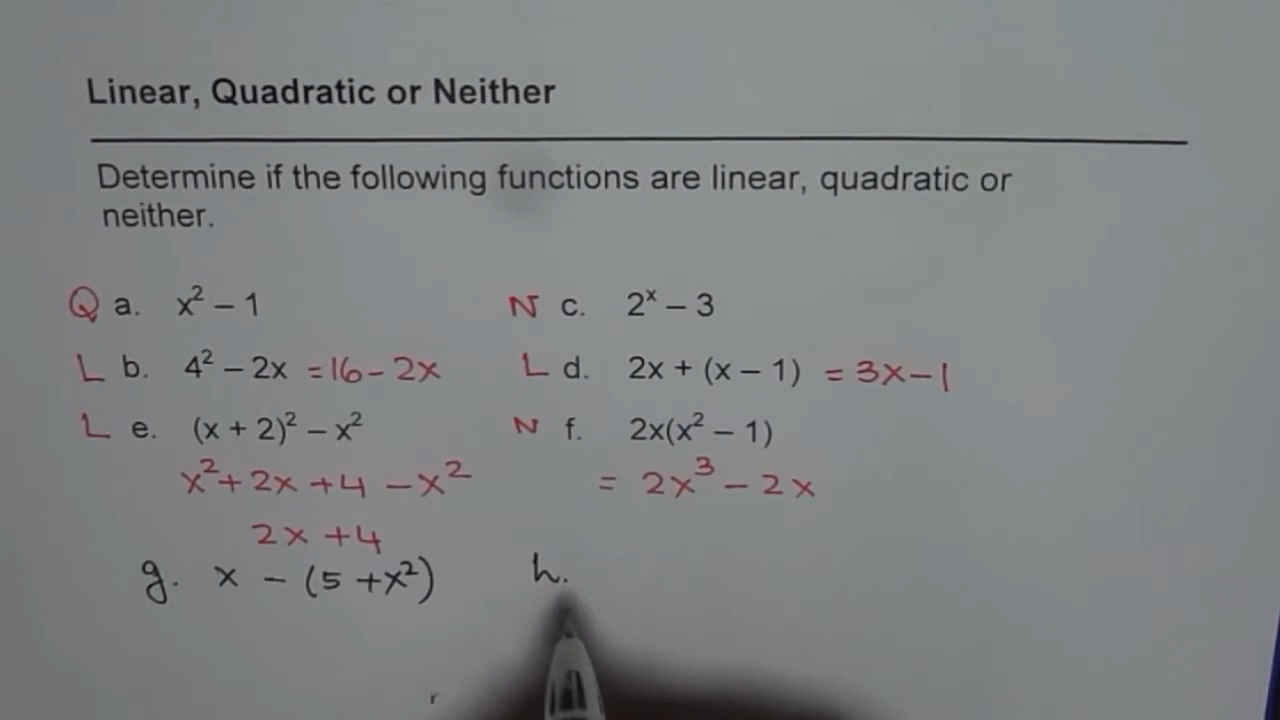 Linear, Quadratic or Neither
Determine if the following functions are linear, quadratic or
neither.
Q a. x² – 1
N c. 2ˣ – 3
L b. 4² – 2x = 16 – 2x
L d. 2x + (x – 1) = 3x – 1
L e. (x + 2)² – x²
N f. 2x(x² – 1)
x² + 2x + 4 – x²
= 2x³ – 2x
2x + 4
g. x – (5 + x²)
h.